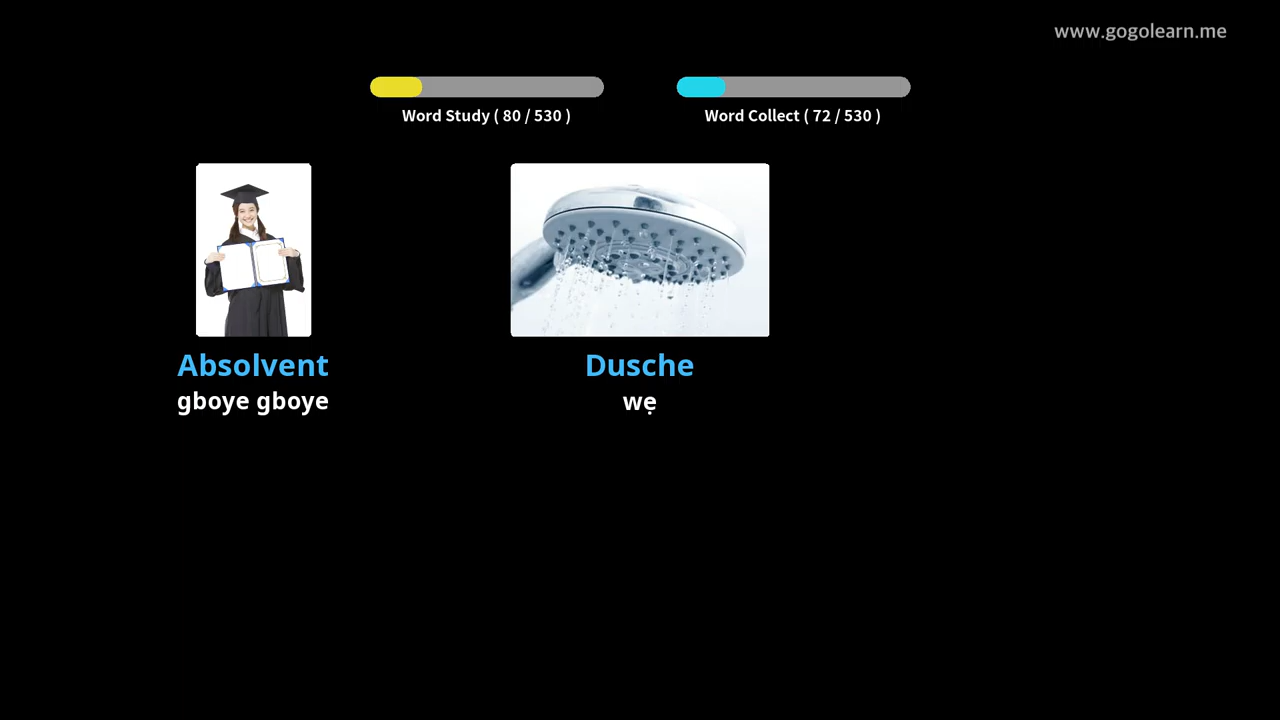 www.gogolearn.me
Word Study ( 80 / 530 )
Word Collect ( 72 / 530 )
Absolvent
gboye gboye
Dusche
wẹ